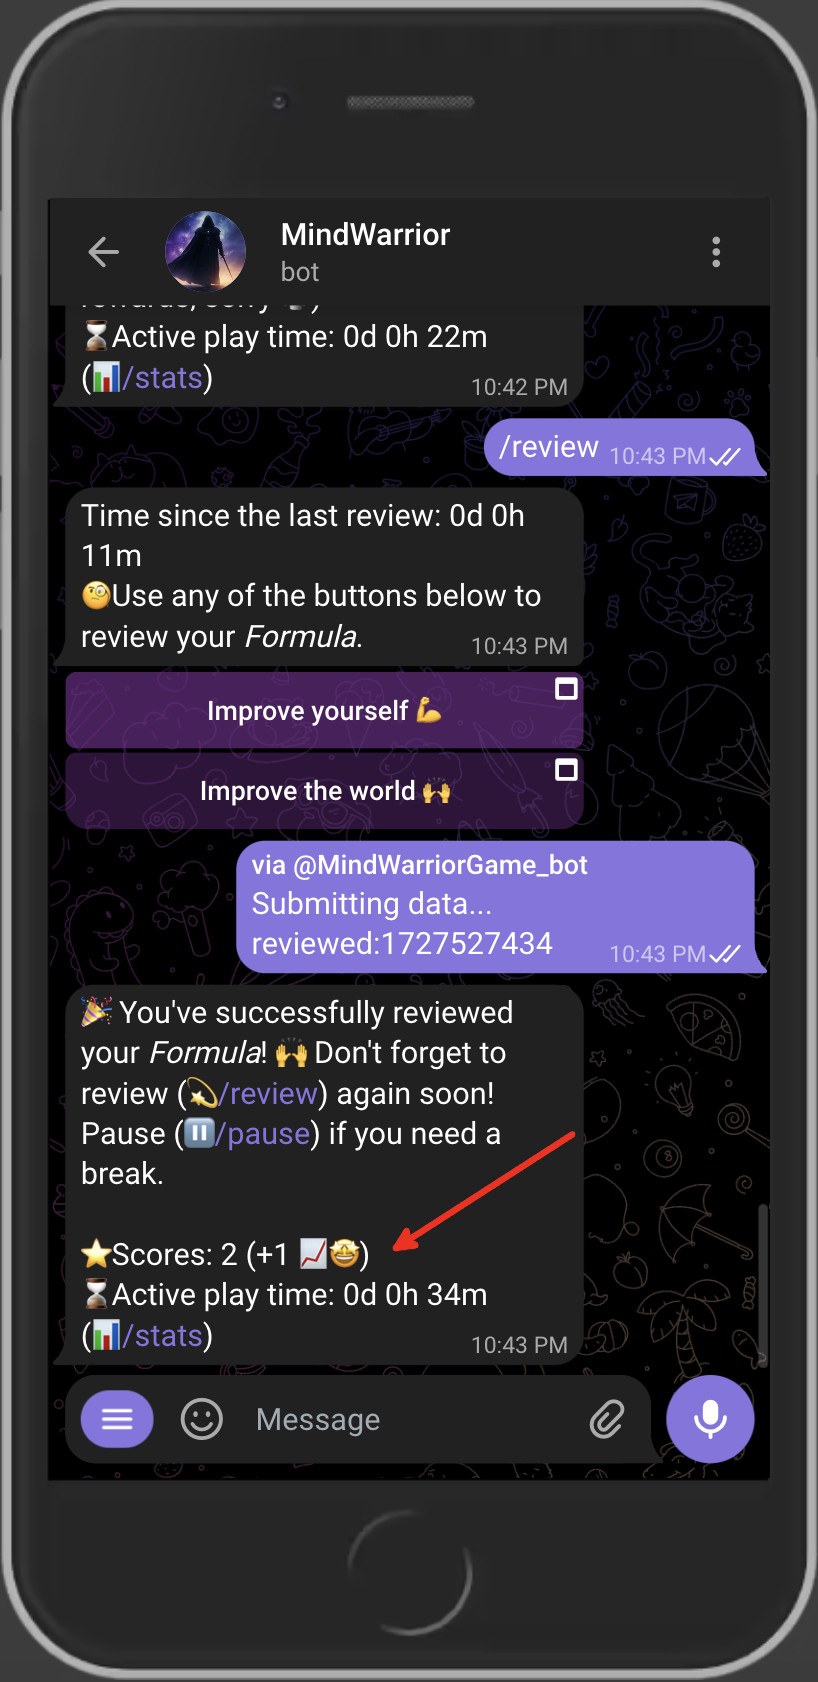 MindWarrior
bot
⏳Active play time: 0d 0h 22m
(📊/stats)
10:42 PM
/review 10:43 PM
Time since the last review: 0d 0h
11m
🧐Use any of the buttons below to
review your Formula.
10:43 PM
Improve yourself 💪
Improve the world 🙌
via @MindWarriorGame_bot
Submitting data...
reviewed:1727527434
10:43 PM
🎉 You've successfully reviewed
your Formula! 🙌 Don't forget to
review (💫/review) again soon!
Pause (⏸️/pause) if you need a
break.
⭐Scores: 2 (+1 📈🤩)
⏳Active play time: 0d 0h 34m
(📊/stats)
10:43 PM
Message